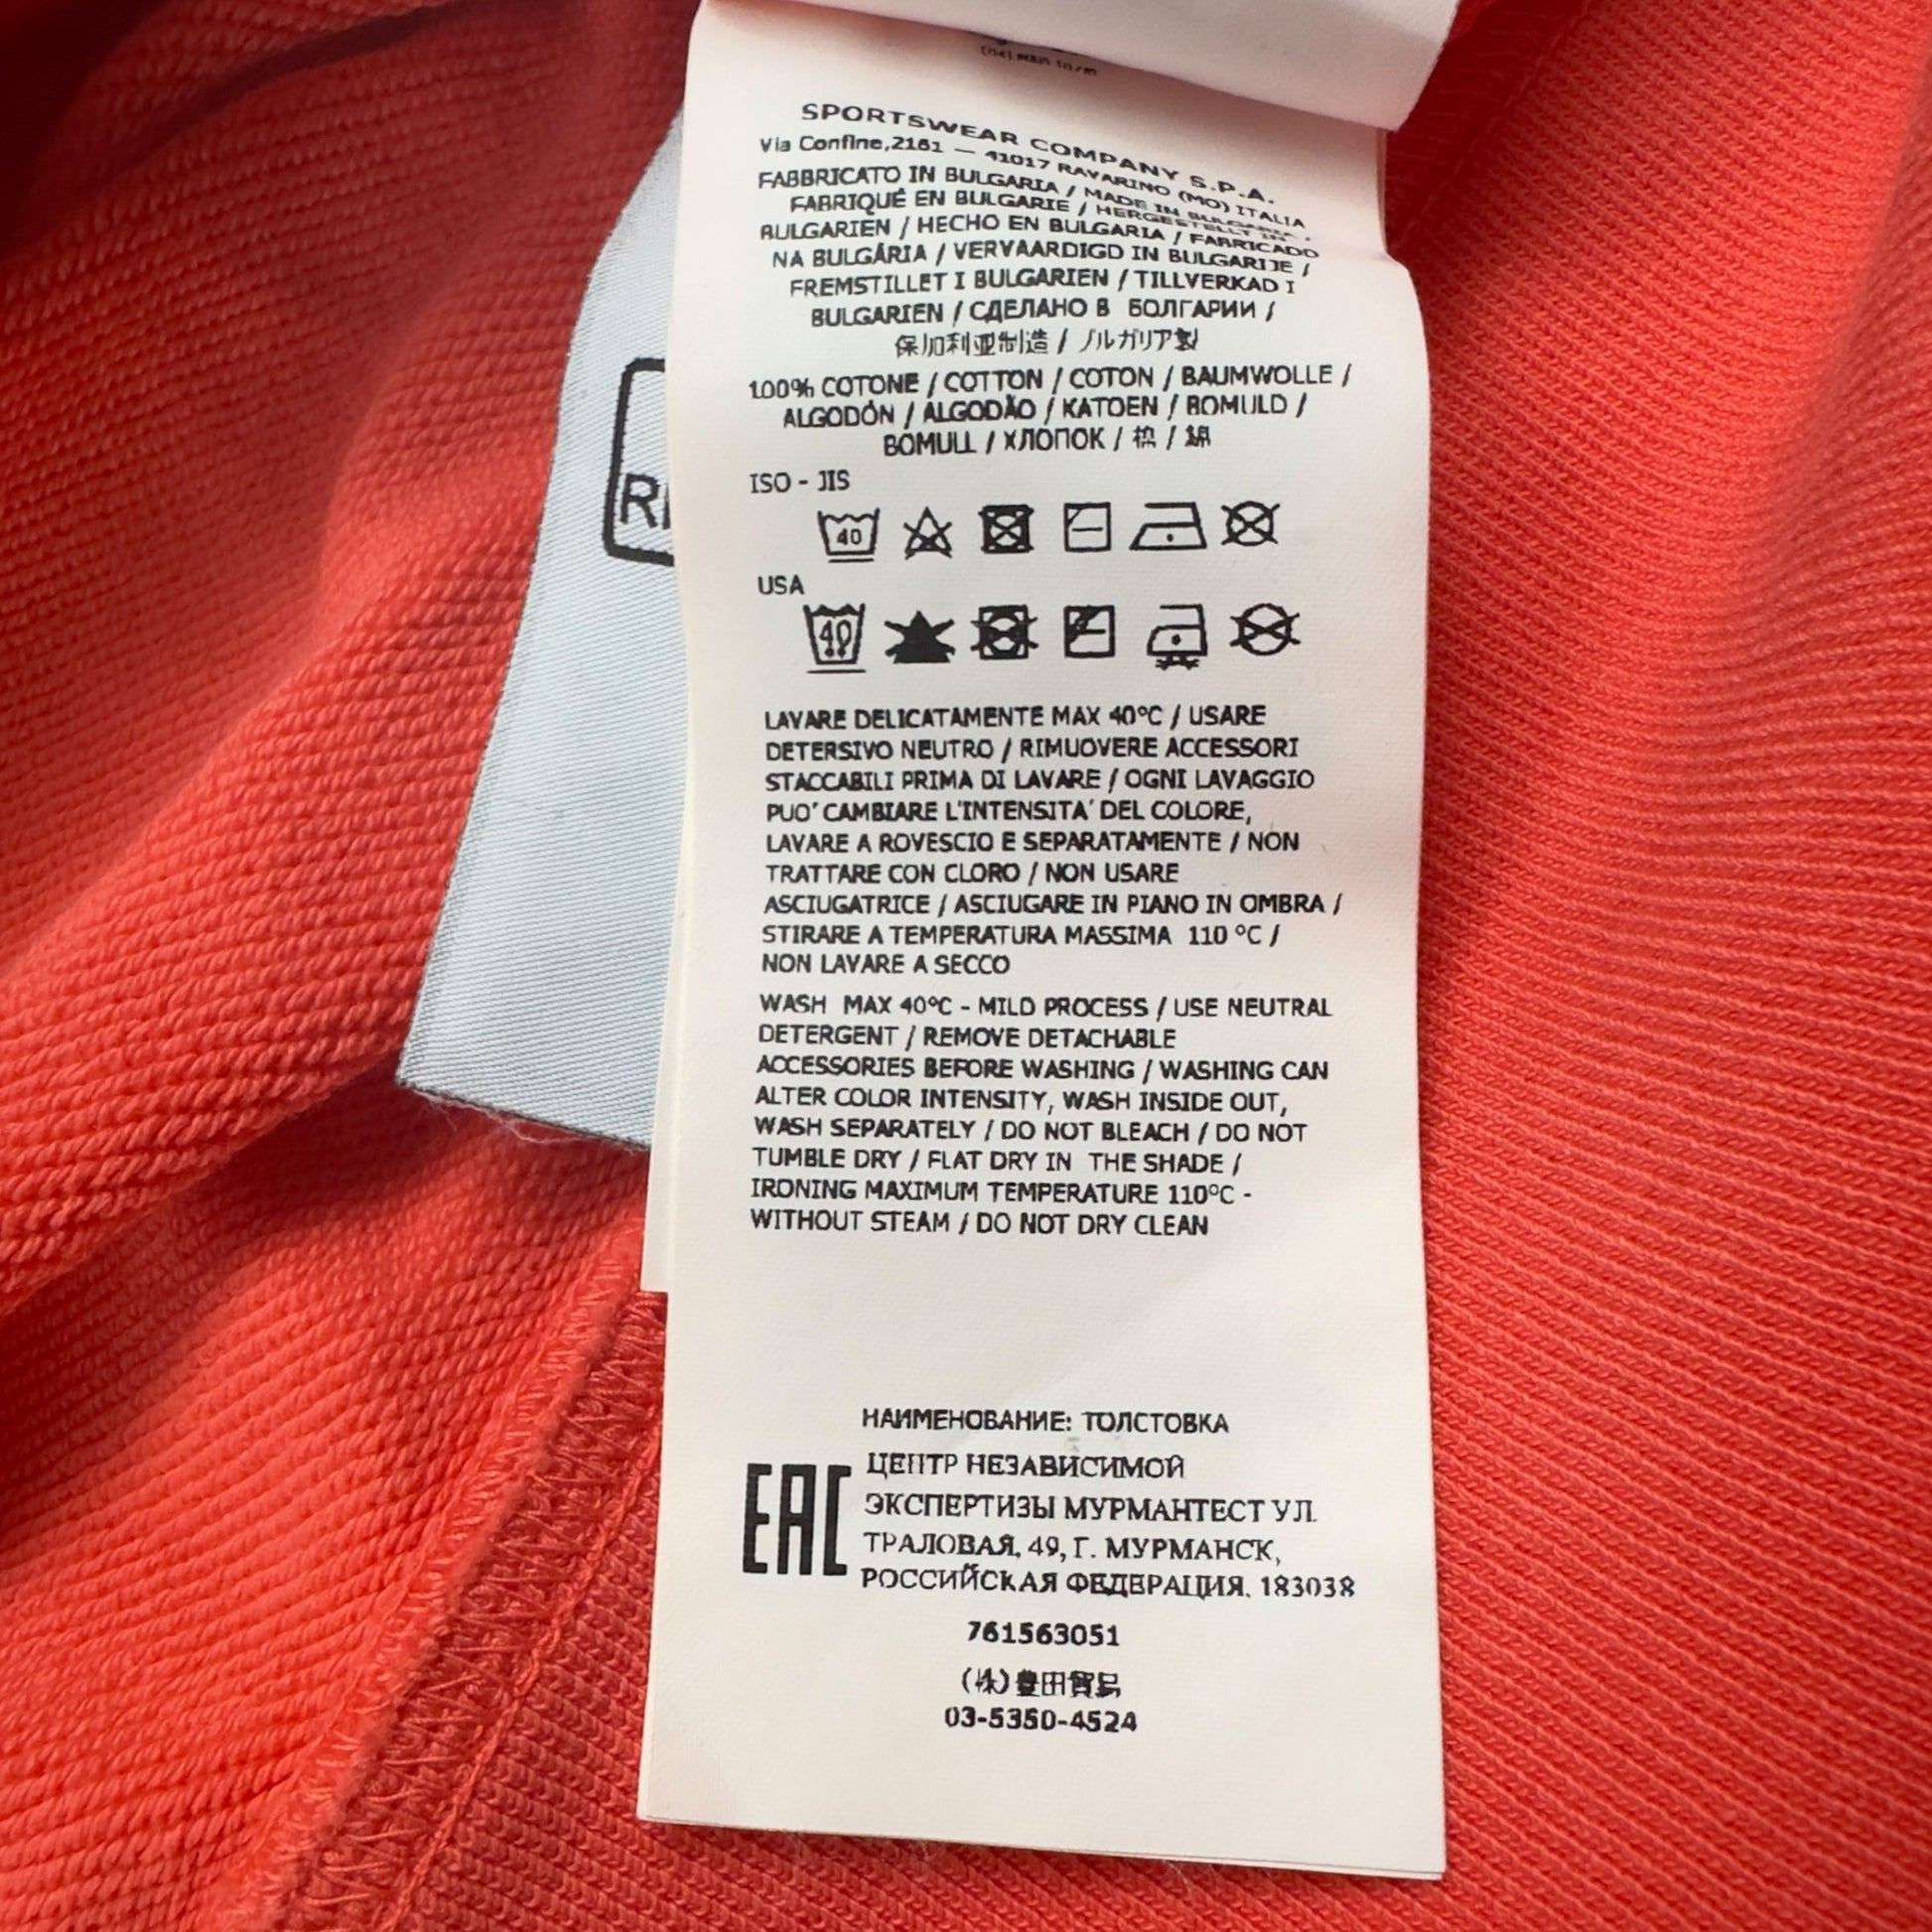 SPORTSWEAR COMPANY S.P.A.
Via Confine,2161 — 41017 RAVARINO (MO) ITALIA
FABBRICATO IN BULGARIA / MADE IN BULGARIA /
FABRIQUÉ EN BULGARIE / HERGESTELLT IN
BULGARIEN / HECHO EN BULGARIA / FABRICADO
NA BULGÁRIA / VERVAARDIGD IN BULGARIJE /
FREMSTILLET I BULGARIEN / TILLVERKAD I
BULGARIEN / СДЕЛАНО В БОЛГАРИИ /
保加利亚制造 / ノルガリア製
100% COTONE / COTTON / COTON / BAUMWOLLE /
ALGODÓN / ALGODÃO / KATOEN / BOMULD /
BOMULL / ХЛОПОК / 棉 / 綿
ISO - JIS
40
USA
40
LAVARE DELICATAMENTE MAX 40°C / USARE
DETERSIVO NEUTRO / RIMUOVERE ACCESSORI
STACCABILI PRIMA DI LAVARE / OGNI LAVAGGIO
PUO' CAMBIARE L'INTENSITA' DEL COLORE,
LAVARE A ROVESCIO E SEPARATAMENTE / NON
TRATTARE CON CLORO / NON USARE
ASCIUGATRICE / ASCIUGARE IN PIANO IN OMBRA /
STIRARE A TEMPERATURA MASSIMA 110 °C /
NON LAVARE A SECCO
WASH MAX 40°C - MILD PROCESS / USE NEUTRAL
DETERGENT / REMOVE DETACHABLE
ACCESSORIES BEFORE WASHING / WASHING CAN
ALTER COLOR INTENSITY, WASH INSIDE OUT,
WASH SEPARATELY / DO NOT BLEACH / DO NOT
TUMBLE DRY / FLAT DRY IN THE SHADE /
IRONING MAXIMUM TEMPERATURE 110°C -
WITHOUT STEAM / DO NOT DRY CLEAN
НАИМЕНОВАНИЕ: ТОЛСТОВКА
EAC
ЦЕНТР НЕЗАВИСИМОЙ
ЭКСПЕРТИЗЫ МУРМАНТЕСТ УЛ.
ТРАЛОВАЯ, 49, Г. МУРМАНСК,
РОССИЙСКАЯ ФЕДЕРАЦИЯ, 183038
761563051
(株)豊田貿易
03-5350-4524